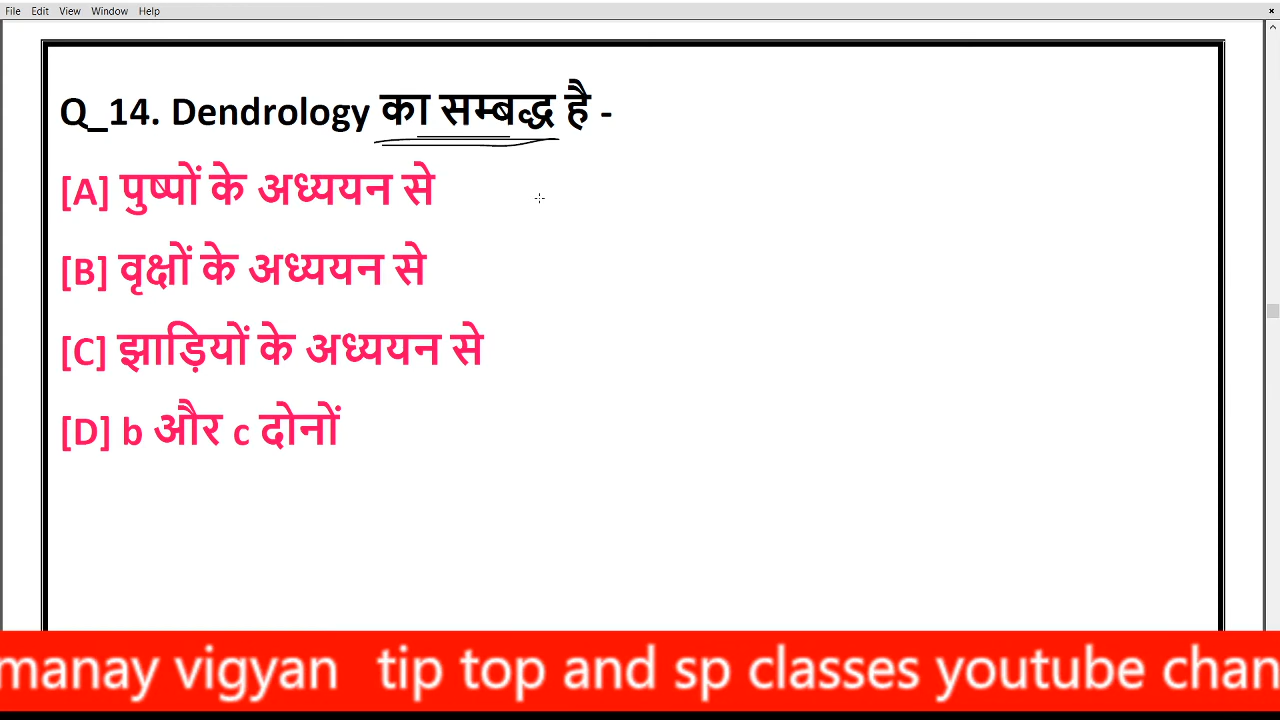 File Edit View Window Help
Q_14. Dendrology का सम्बद्ध है -
[A] पुष्पों के अध्ययन से
[B] वृक्षों के अध्ययन से
[C] झाड़ियों के अध्ययन से
[D] b और c दोनों
manay vigyan tip top and sp classes youtube chan